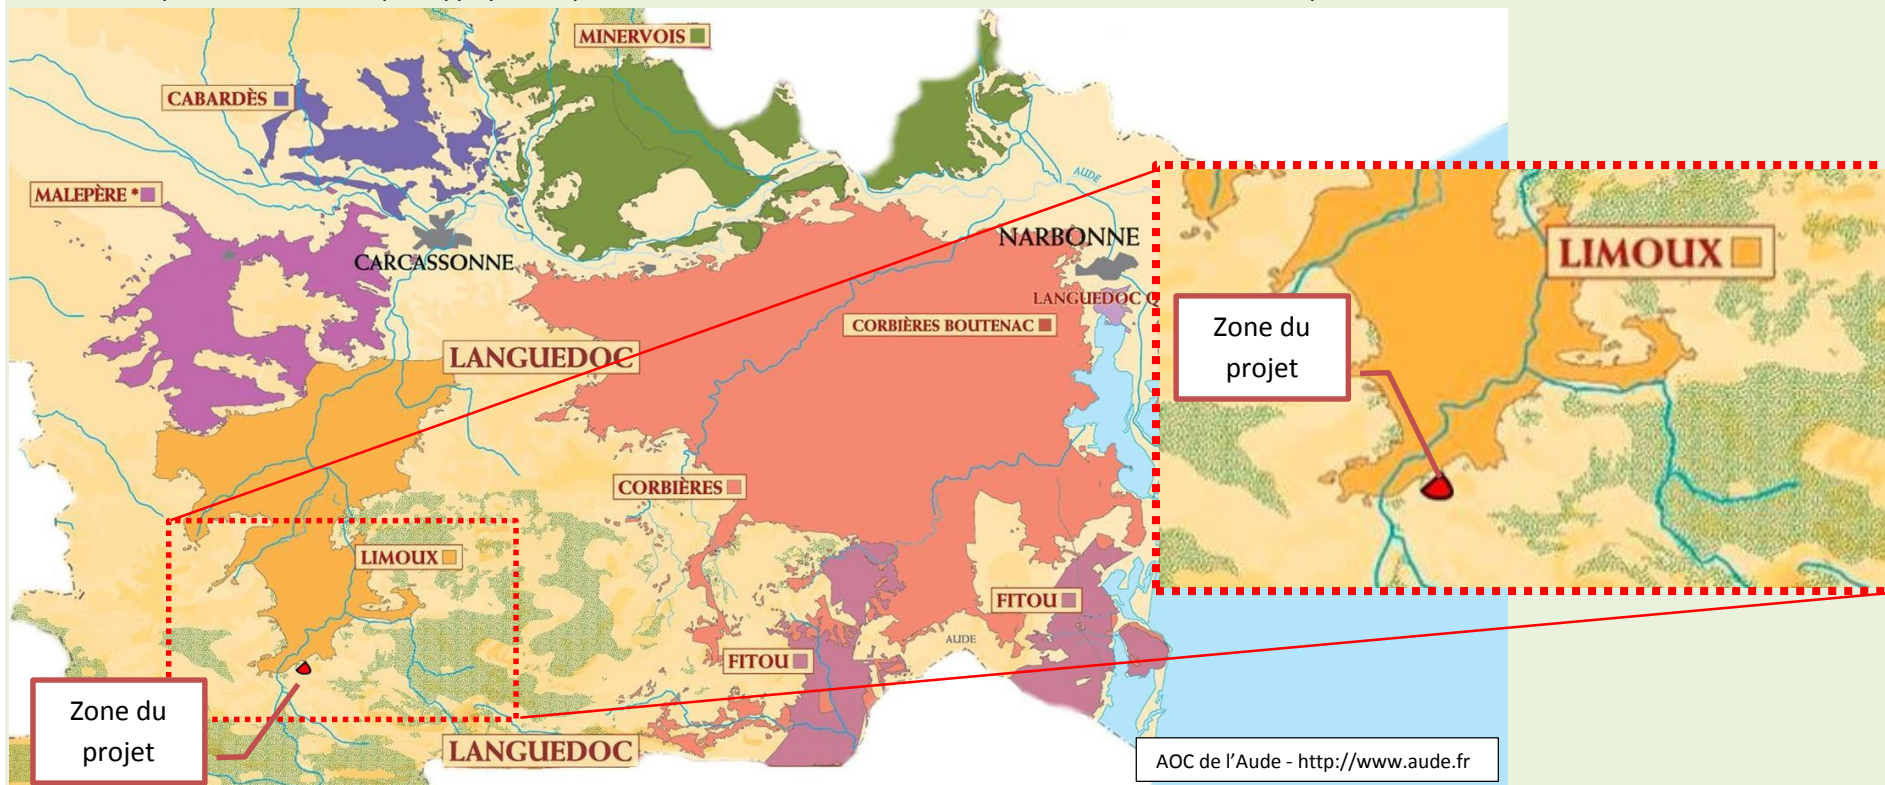 MINERVOIS
CABARDÈS
MALEPÈRE *
AUDE
NARBONNE
CARCASSONNE
LIMOUX
LANGUEDOC
CORBIÈRES BOUTENAC
Zone du
projet
LANGUEDOC
CORBIÈRES
LIMOUX
FITOU
AUDE
FITOU
Zone du
projet
LANGUEDOC
AOC de l'Aude - http://www.aude.fr